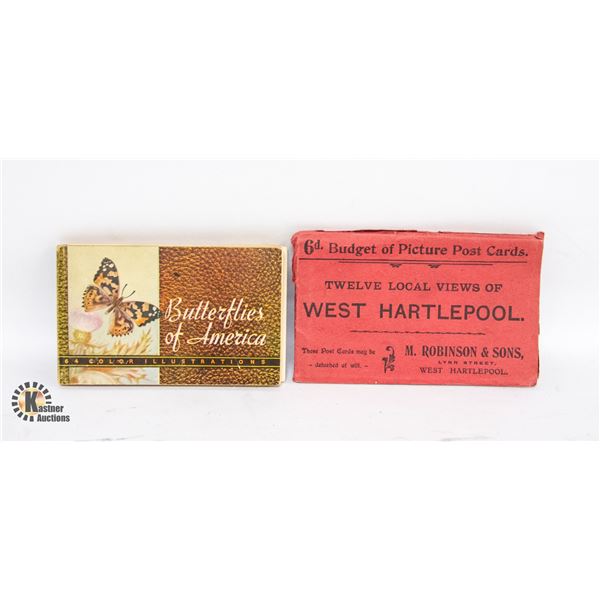 Butterflies
of America
64 COLOR ILLUSTRATIONS
6d. Budget of Picture Post Cards.
TWELVE LOCAL VIEWS OF
WEST HARTLEPOOL.
These Post Cards may be
- detached at will. -
M. ROBINSON & SONS,
LYNN STREET,
WEST HARTLEPOOL.
Kastner
Auctions